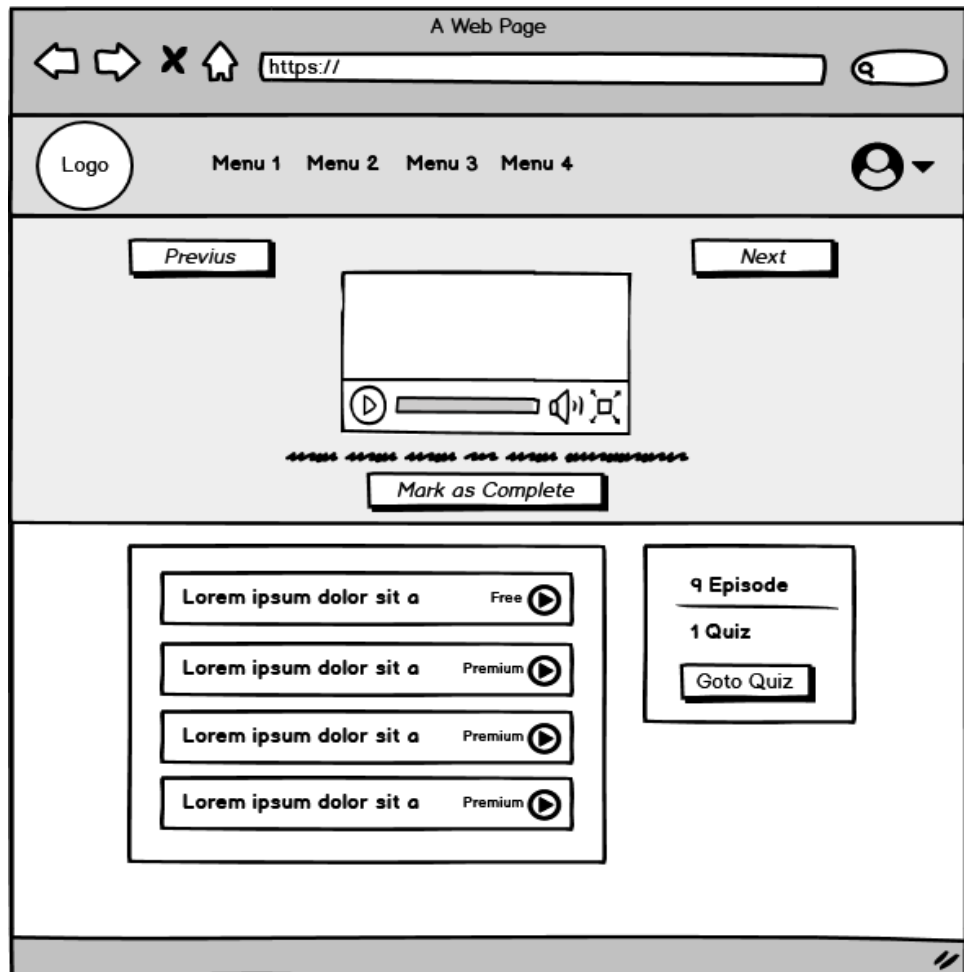 A Web Page
https://
Logo Menu 1 Menu 2 Menu 3 Menu 4
Previus Next
Mark as Complete
Lorem ipsum dolor sit a Free
Lorem ipsum dolor sit a Premium
Lorem ipsum dolor sit a Premium
Lorem ipsum dolor sit a Premium
9 Episode
1 Quiz
Goto Quiz